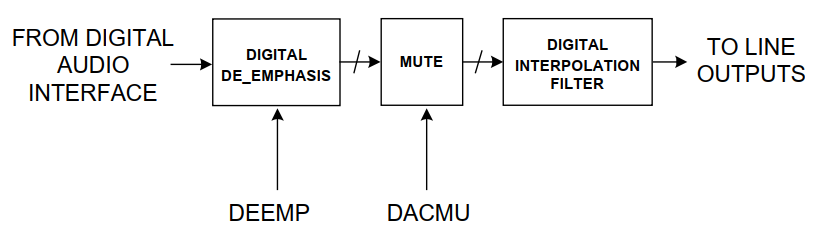 FROM DIGITAL
AUDIO
INTERFACE
DIGITAL
DE_EMPHASIS
MUTE
DIGITAL
INTERPOLATION
FILTER
TO LINE
OUTPUTS
DEEMP
DACMU